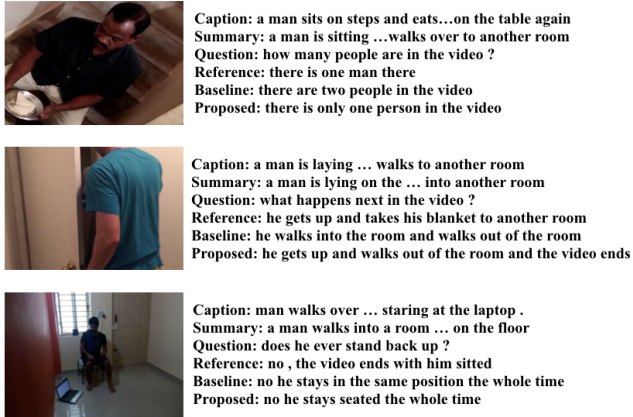 Caption: a man sits on steps and eats…on the table again
Summary: a man is sitting …walks over to another room
Question: how many people are in the video ?
Reference: there is one man there
Baseline: there are two people in the video
Proposed: there is only one person in the video
Caption: a man is laying … walks to another room
Summary: a man is lying on the … into another room
Question: what happens next in the video ?
Reference: he gets up and takes his blanket to another room
Baseline: he walks into the room and walks out of the room
Proposed: he gets up and walks out of the room and the video ends
Caption: man walks over … staring at the laptop .
Summary: a man walks into a room … on the floor
Question: does he ever stand back up ?
Reference: no , the video ends with him sitted
Baseline: no he stays in the same position the whole time
Proposed: no he stays seated the whole time